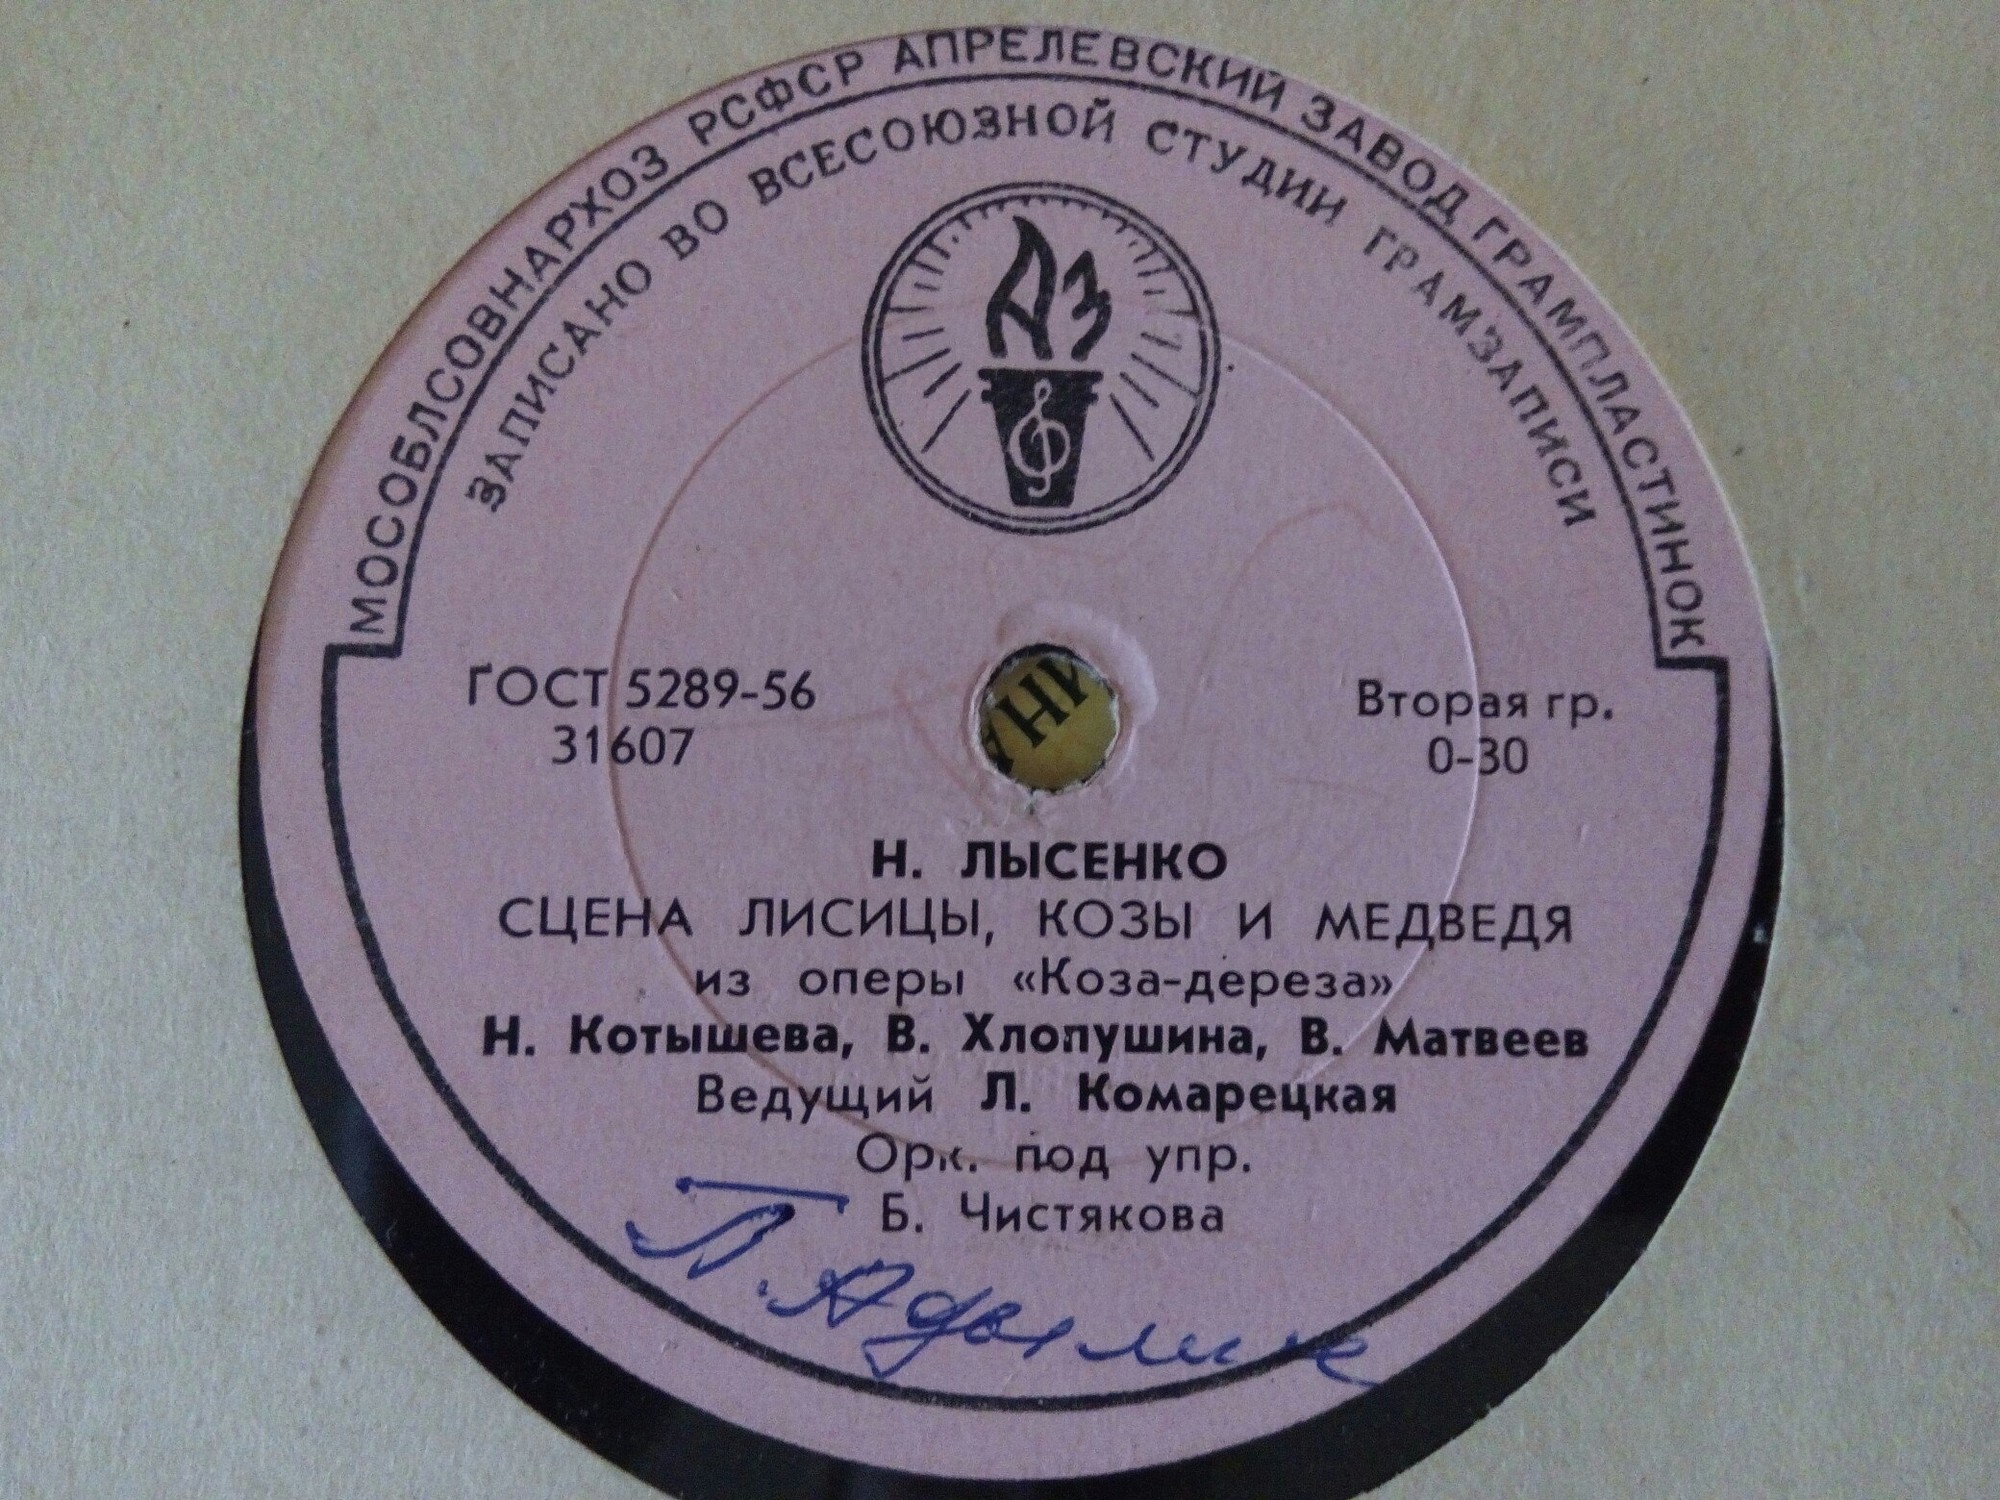 МОСОБЛСОВНАРХОЗ РСФСР АПРЕЛЕВСКИЙ ЗАВОД ГРАМПЛАСТИНОК
ЗАПИСАНО ВО ВСЕСОЮЗНОЙ СТУДИИ ГРАМЗАПИСИ
АЗ
ГОСТ 5289-56
31607
Вторая гр.
0-30
Н. ЛЫСЕНКО
СЦЕНА ЛИСИЦЫ, КОЗЫ И МЕДВЕДЯ
из оперы «Коза-дереза»
Н. Котышева, В. Хлопушина, В. Матвеев
Ведущий Л. Комарецкая
Орк. под упр.
Б. Чистякова